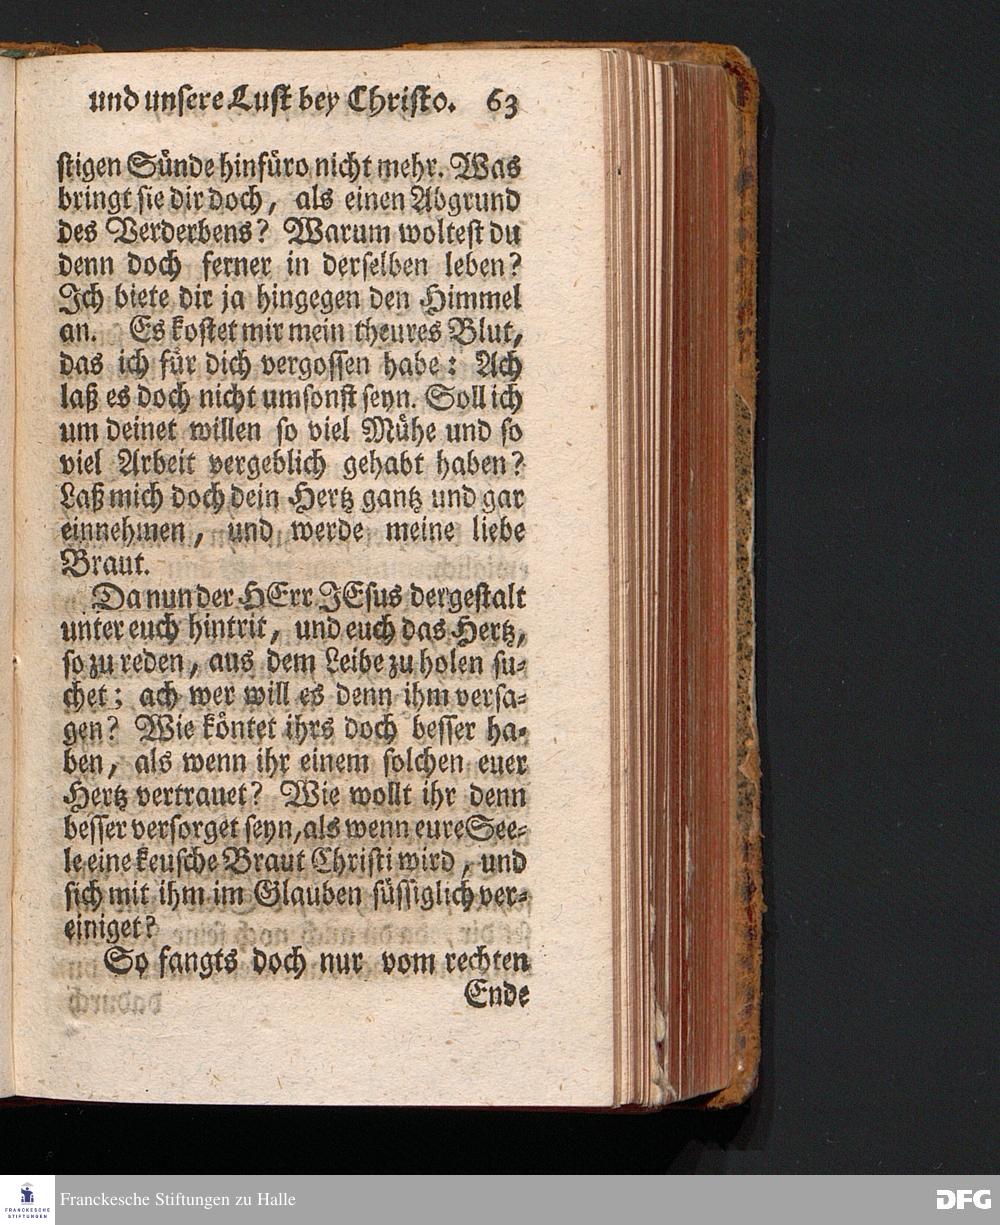 und unsere Lust bey Christo. 63
stigen Sünde hinfüro nicht mehr. Was
bringt sie dir doch, als einen Abgrund
des Verderbens? Warum woltest du
denn doch ferner in derselben leben?
Ich biete dir ja hingegen den Himmel
an. Es kostet mir mein theures Blut,
das ich für dich vergossen habe: Ach
laß es doch nicht umsonst seyn. Soll ich
um deinet willen so viel Mühe und so
viel Arbeit vergeblich gehabt haben?
Laß mich doch dein Hertz gantz und gar
einnehmen, und werde meine liebe
Braut.
Da nun der HErr JEsus dergestalt
unter euch hintrit, und euch das Hertz,
so zu reden, aus dem Leibe zu holen su-
chet; ach wer will es denn ihm versa-
gen? Wie köntet ihrs doch besser ha-
ben, als wenn ihr einem solchen euer
Hertz vertrauet? Wie wollt ihr denn
besser versorget seyn, als wenn eure See-
le eine keusche Braut Christi wird, und
sich mit ihm im Glauben süssiglich ver-
einiget?
So fangts doch nur vom rechten
Ende
FRANCKESCHE
STIFTUNGEN
Franckesche Stiftungen zu Halle
DFG